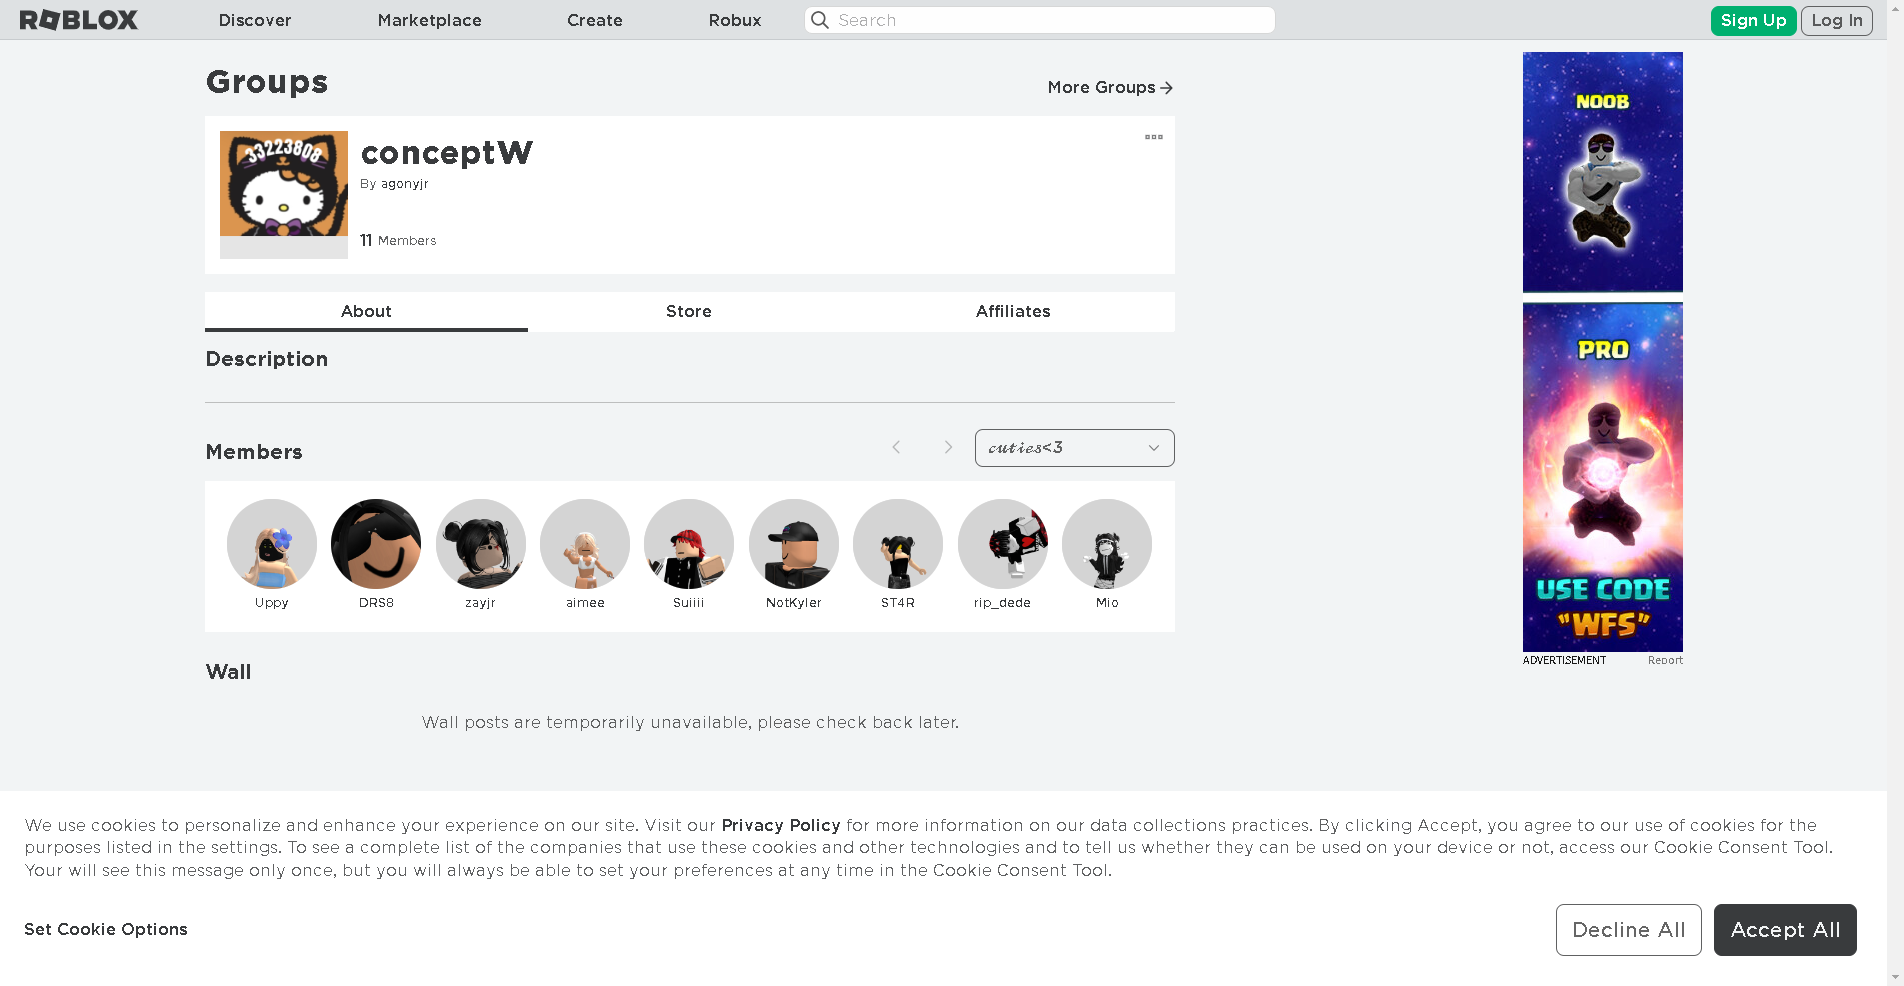 ROBLOX
Discover
Marketplace
Create
Robux
Search
Sign Up
Log In
Groups
More Groups
33223808
conceptW
By agonyjr
11 Members
About
Store
Affiliates
Description
Members
cuties<3
Uppy
DRS8
zayjr
aimee
Suiiii
NotKyler
ST4R
rip_dede
Mio
Wall
Wall posts are temporarily unavailable, please check back later.
NOOB
PRO
USE CODE
"WFS"
ADVERTISEMENT
Report
We use cookies to personalize and enhance your experience on our site. Visit our Privacy Policy for more information on our data collections practices. By clicking Accept, you agree to our use of cookies for the
purposes listed in the settings. To see a complete list of the companies that use these cookies and other technologies and to tell us whether they can be used on your device or not, access our Cookie Consent Tool.
Your will see this message only once, but you will always be able to set your preferences at any time in the Cookie Consent Tool.
Set Cookie Options
Decline All
Accept All